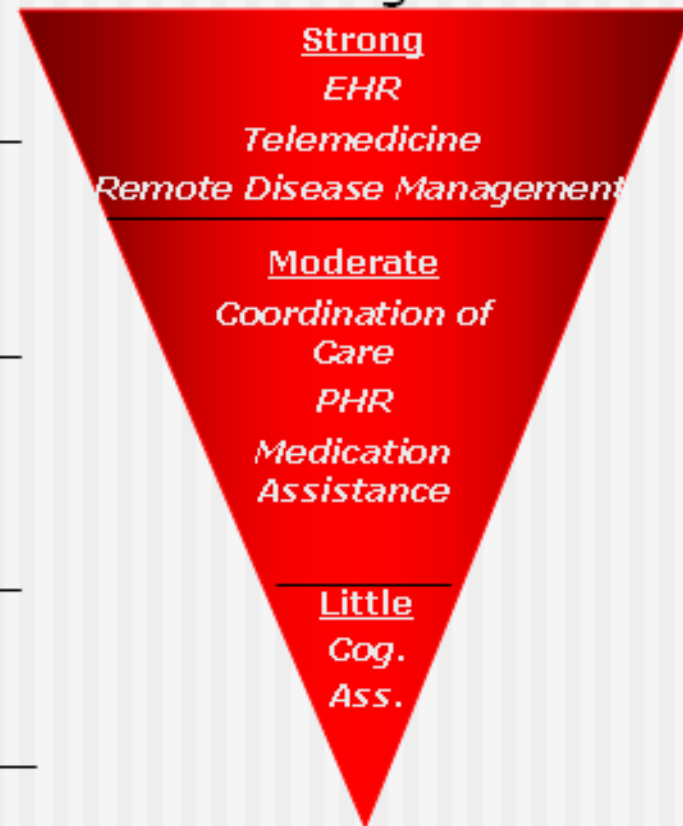 Strong
EHR
Telemedicine
Remote Disease Management
Moderate
Coordination of
Care
PHR
Medication
Assistance
Little
Cog.
Ass.